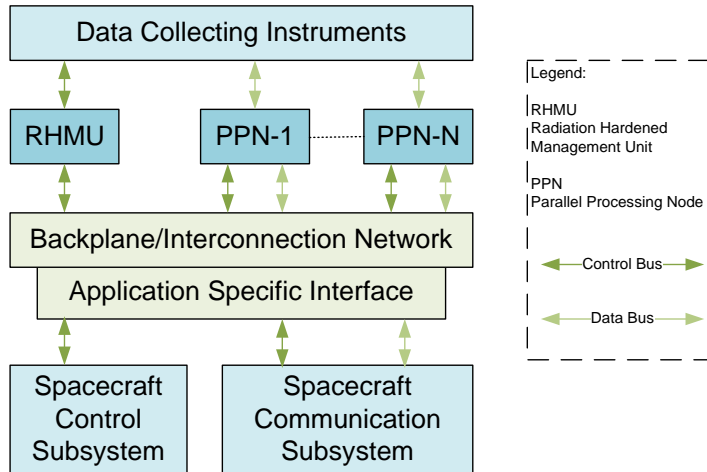 Data Collecting Instruments
RHMU
PPN-1
PPN-N
Backplane/Interconnection Network
Application Specific Interface
Spacecraft
Control
Subsystem
Spacecraft
Communication
Subsystem
Legend:
RHMU
Radiation Hardened
Management Unit
PPN
Parallel Processing Node
Control Bus
Data Bus